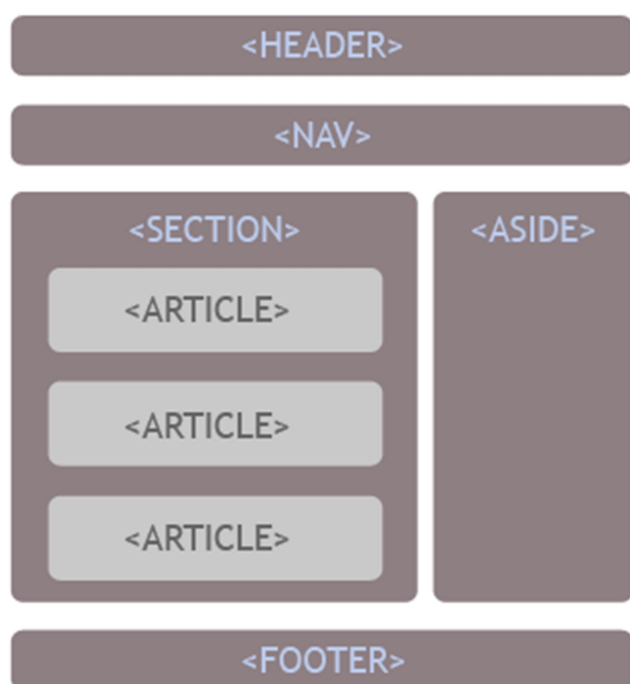 <HEADER>
<NAV>
<SECTION>
<ASIDE>
<ARTICLE>
<ARTICLE>
<ARTICLE>
<FOOTER>